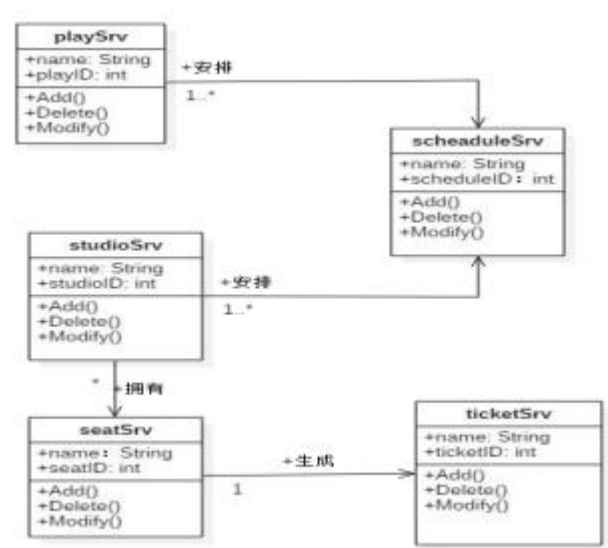 playSrv
+name: String
+playID: int
+Add()
+Delete()
+Modify()
+安排
1..*
scheaduleSrv
+name: String
+scheduleID：int
+Add()
+Delete()
+Modify()
studioSrv
+name: String
+studioID: int
+Add()
+Delete()
+Modify()
+安排
1..*
*
+拥有
seatSrv
+name：String
+seatID: int
+Add()
+Delete()
+Modify()
+生成
1
ticketSrv
+name: String
+ticketID: int
+Add()
+Delete()
+Modify()